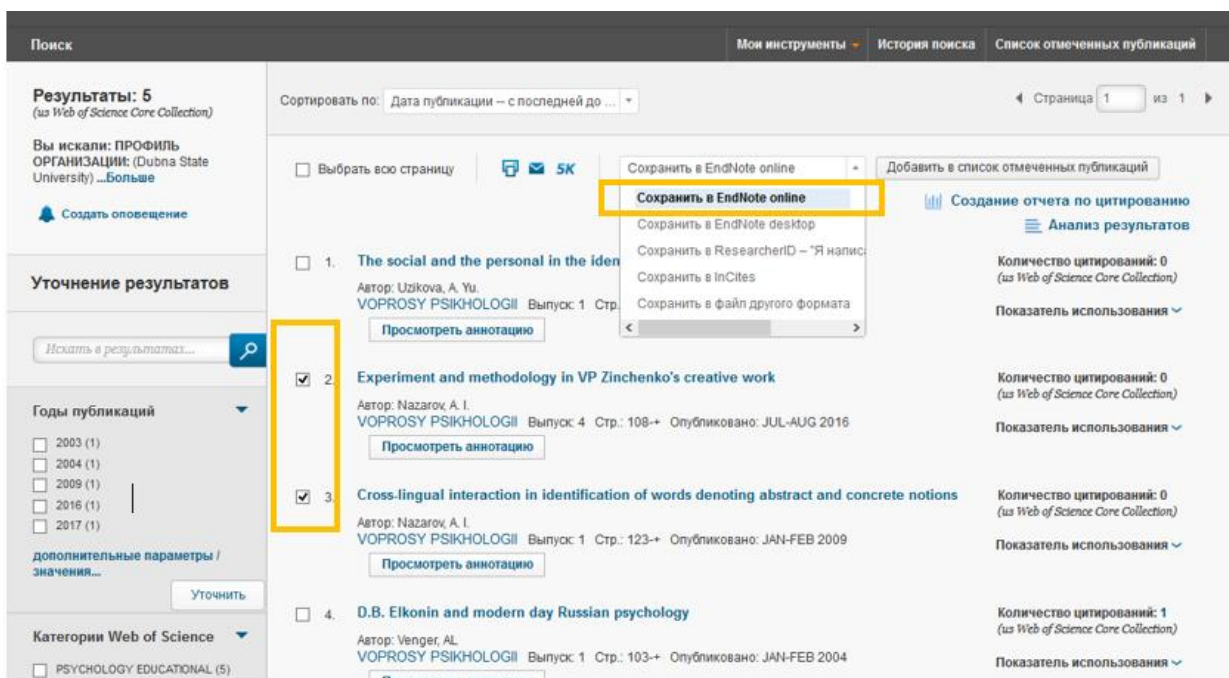 Поиск
Мои инструменты
История поиска
Список отмеченных публикаций
Результаты: 5
(из Web of Science Core Collection)
Вы искали: ПРОФИЛЬ
ОРГАНИЗАЦИИ: (Dubna State
University) ...Больше
Создать оповещение
Уточнение результатов
Искать в результатах...
Годы публикаций
2003 (1)
2004 (1)
2009 (1)
2016 (1)
2017 (1)
дополнительные параметры /
значения...
Уточнить
Категории Web of Science
PSYCHOLOGY EDUCATIONAL (5)
Сортировать по: Дата публикации -- с последней до ...
Страница 1 из 1
Выбрать всю страницу
5K
Сохранить в EndNote online
Добавить в список отмеченных публикаций
Сохранить в EndNote online
Сохранить в EndNote desktop
Сохранить в ResearcherID – "Я напис
Сохранить в InCites
Сохранить в файл другого формата
Создание отчета по цитированию
Анализ результатов
1. The social and the personal in the iden
Автор: Uzikova, A. Yu.
VOPROSY PSIKHOLOGII Выпуск: 1 Стр.
Просмотреть аннотацию
Количество цитирований: 0
(из Web of Science Core Collection)
Показатель использования
2. Experiment and methodology in VP Zinchenko's creative work
Автор: Nazarov, A. I.
VOPROSY PSIKHOLOGII Выпуск: 4 Стр.: 108-+ Опубликовано: JUL-AUG 2016
Просмотреть аннотацию
Количество цитирований: 0
(из Web of Science Core Collection)
Показатель использования
3. Cross-lingual interaction in identification of words denoting abstract and concrete notions
Автор: Nazarov, A. I.
VOPROSY PSIKHOLOGII Выпуск: 1 Стр.: 123-+ Опубликовано: JAN-FEB 2009
Просмотреть аннотацию
Количество цитирований: 0
(из Web of Science Core Collection)
Показатель использования
4. D.B. Elkonin and modern day Russian psychology
Автор: Venger, AL
VOPROSY PSIKHOLOGII Выпуск: 1 Стр.: 103-+ Опубликовано: JAN-FEB 2004
Количество цитирований: 1
(из Web of Science Core Collection)
Показатель использования